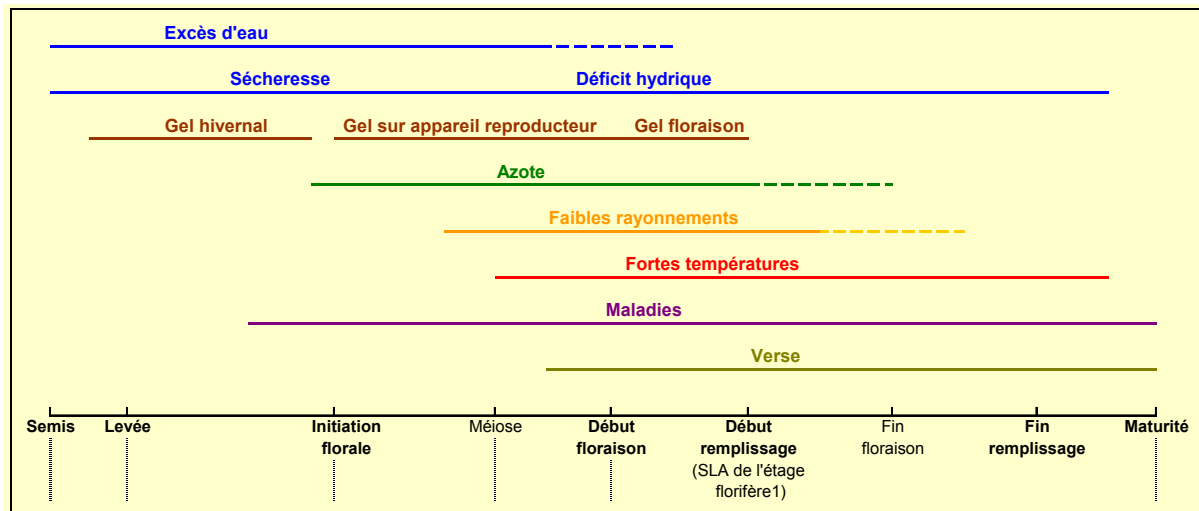 Excès d'eau
Sécheresse Déficit hydrique
Gel hivernal Gel sur appareil reproducteur Gel floraison
Azote
Faibles rayonnements
Fortes températures
Maladies
Verse
Semis Levée Initiation Méiose Début Début Fin Fin Maturité
florale floraison remplissage floraison remplissage
(SLA de l'étage
florifère1)